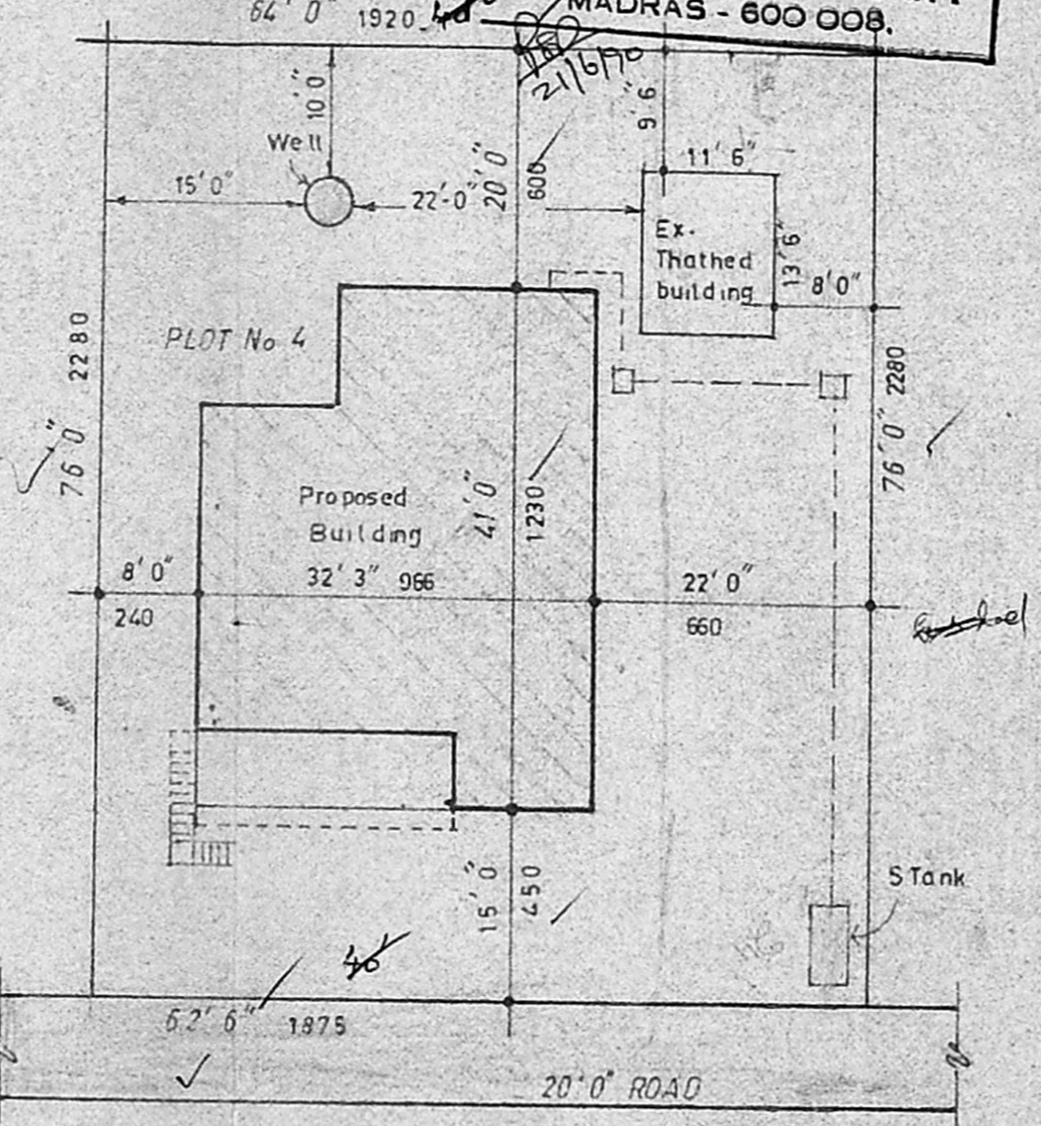 64' 0" 1920
MADRAS - 600 008.
21/6/90
10'0"
9'6"
Well
11'6"
15'0"
22'-0"
20'0"
600
Ex.
Thathed
building
13'6"
8'0"
PLOT No 4
2280
76'0"
2280
76'0"
Proposed
Building
41'0"
1230
32' 3" 966
8'0"
240
22'0"
660
S Tank
15'0"
450
40'
62' 6" 1875
20'0" ROAD